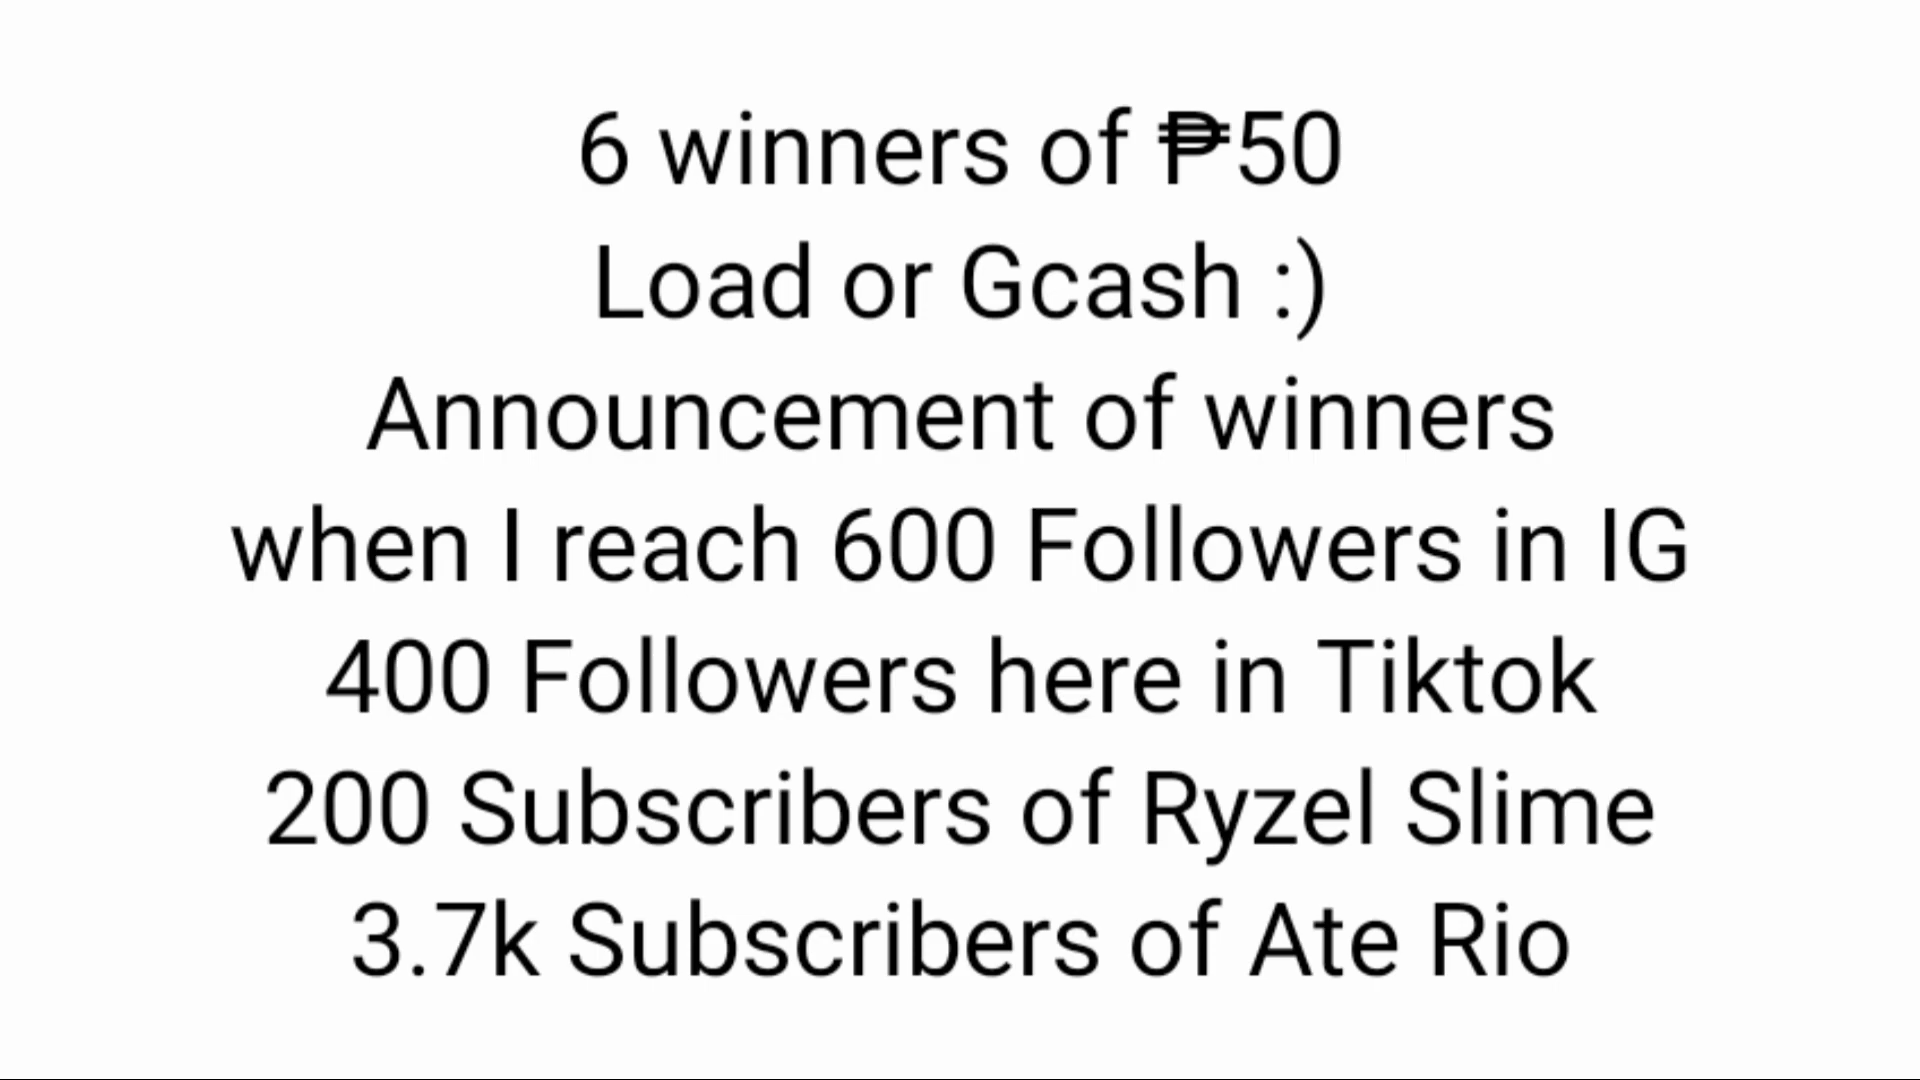 6 winners of ₱50
Load or Gcash :)
Announcement of winners
when I reach 600 Followers in IG
400 Followers here in Tiktok
200 Subscribers of Ryzel Slime
3.7k Subscribers of Ate Rio